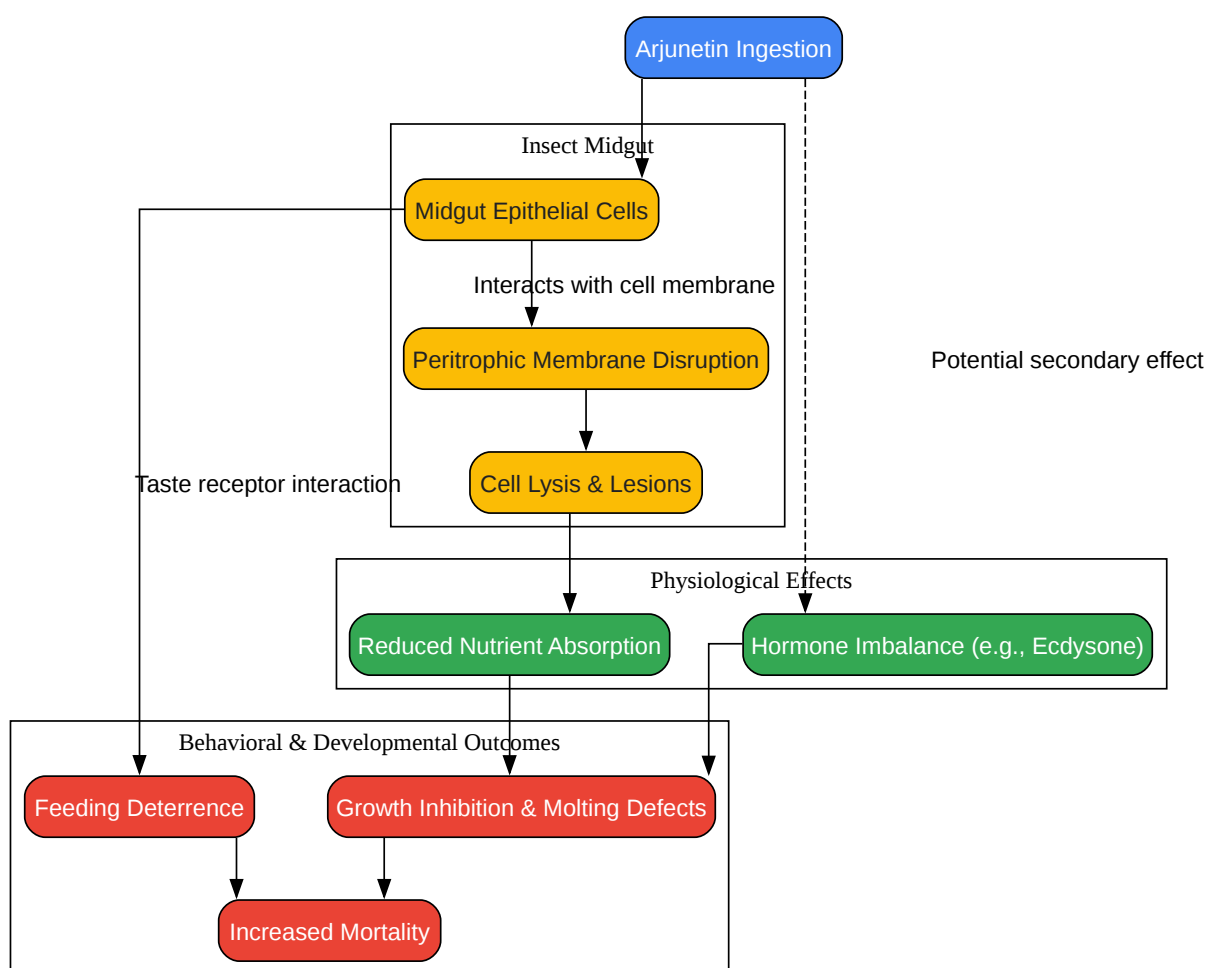 Arjunetin Ingestion
Insect Midgut
Midgut Epithelial Cells
Interacts with cell membrane
Peritrophic Membrane Disruption
Potential secondary effect
Taste receptor interaction
Cell Lysis & Lesions
Physiological Effects
Reduced Nutrient Absorption
Hormone Imbalance (e.g., Ecdysone)
Behavioral & Developmental Outcomes
Feeding Deterrence
Growth Inhibition & Molting Defects
Increased Mortality